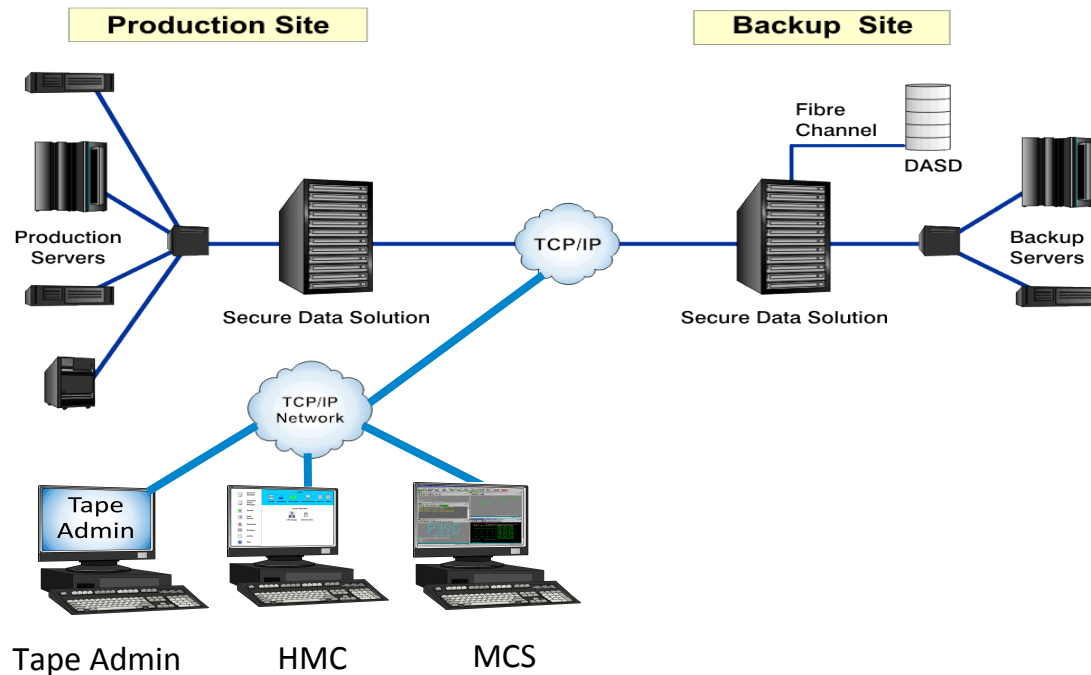 Production Site
Backup Site
Fibre
Channel
DASD
Production
Servers
TCP/IP
Backup
Servers
Secure Data Solution
Secure Data Solution
TCP/IP
Network
Tape
Admin
Tape Admin
HMC
MCS